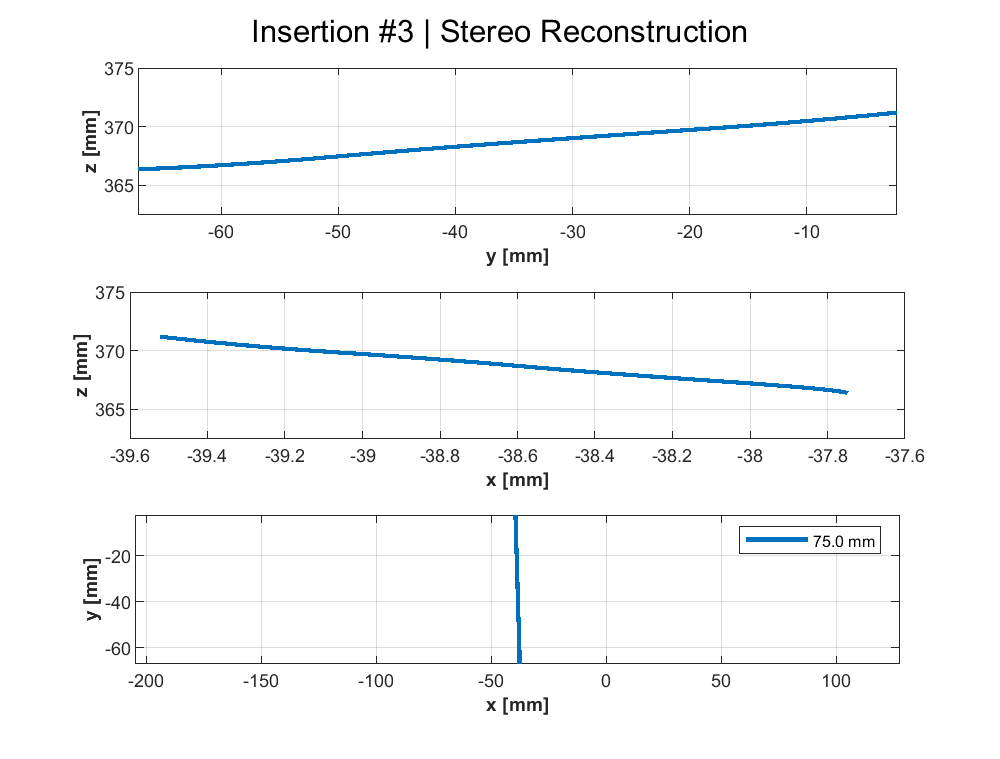 Insertion #3 | Stereo Reconstruction
375
370
365
z [mm]
-60 -50 -40 -30 -20 -10
y [mm]
375
370
365
z [mm]
-39.6 -39.4 -39.2 -39 -38.8 -38.6 -38.4 -38.2 -38 -37.8 -37.6
x [mm]
75.0 mm
-20
-40
-60
y [mm]
-200 -150 -100 -50 0 50 100
x [mm]